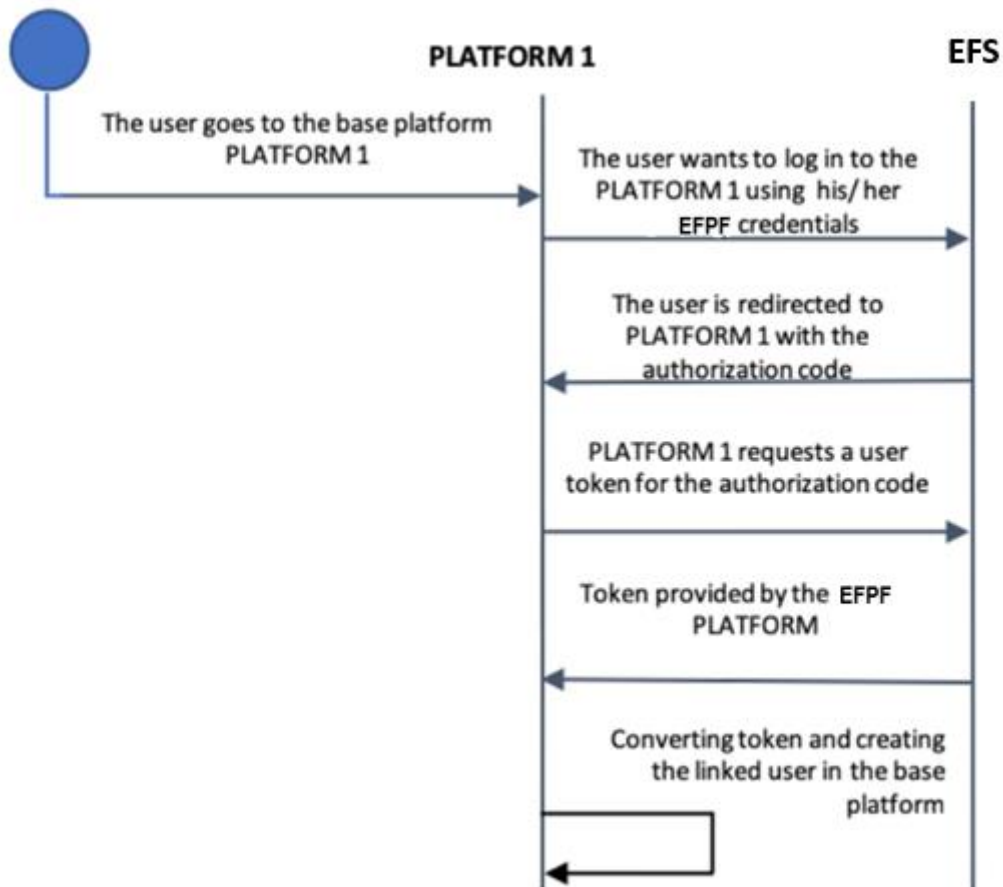 PLATFORM 1
EFS
The user goes to the base platform
PLATFORM 1
The user wants to log in to the
PLATFORM 1 using his/ her
EFPF credentials
The user is redirected to
PLATFORM 1 with the
authorization code
PLATFORM 1 requests a user
token for the authorization code
Token provided by the EFPF
PLATFORM
Converting token and creating
the linked user in the base
platform